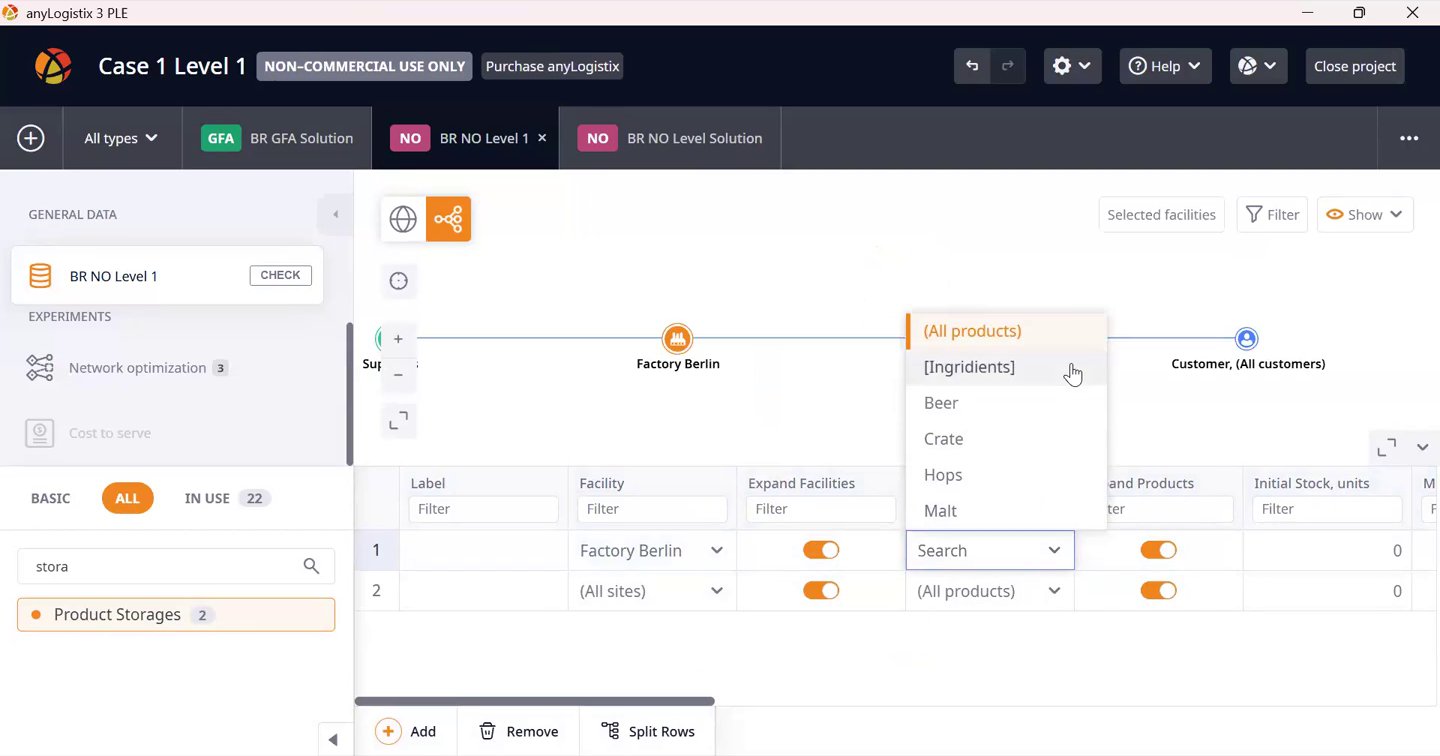 anyLogistix 3 PLE
Case 1 Level 1
NON-COMMERCIAL USE ONLY
Purchase anyLogistix
Help
Close project
All types
GFA BR GFA Solution
NO BR NO Level 1
NO BR NO Level Solution
GENERAL DATA
BR NO Level 1
CHECK
EXPERIMENTS
Network optimization 3
Cost to serve
BASIC
ALL
IN USE 22
stora
Product Storages 2
Selected facilities
Filter
Show
Factory Berlin
Customer, (All customers)
(All products)
[Ingridients]
Beer
Crate
Hops
Malt
Label Facility Expand Facilities and Products Initial Stock, units M
Filter Filter Filter ter Filter F
1 Factory Berlin Search 0
2 (All sites) (All products) 0
Add
Remove
Split Rows